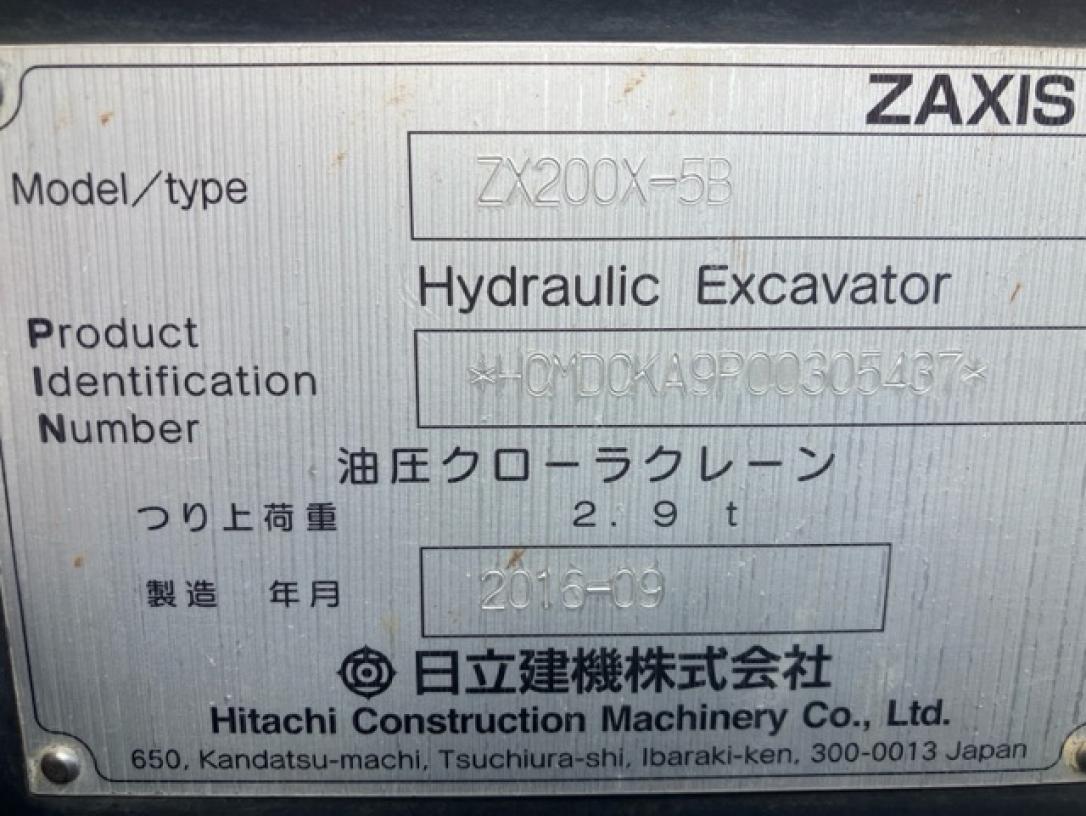 ZAXIS
Model/type ZX200X-5B
Hydraulic Excavator
Product
Identification *HCMDCKA9P00305437*
Number
油圧クローラクレーン
つり上荷重 2.9 t
製造 年月 2016-09
日立建機株式会社
Hitachi Construction Machinery Co., Ltd.
650, Kandatsu-machi, Tsuchiura-shi, Ibaraki-ken, 300-0013 Japan